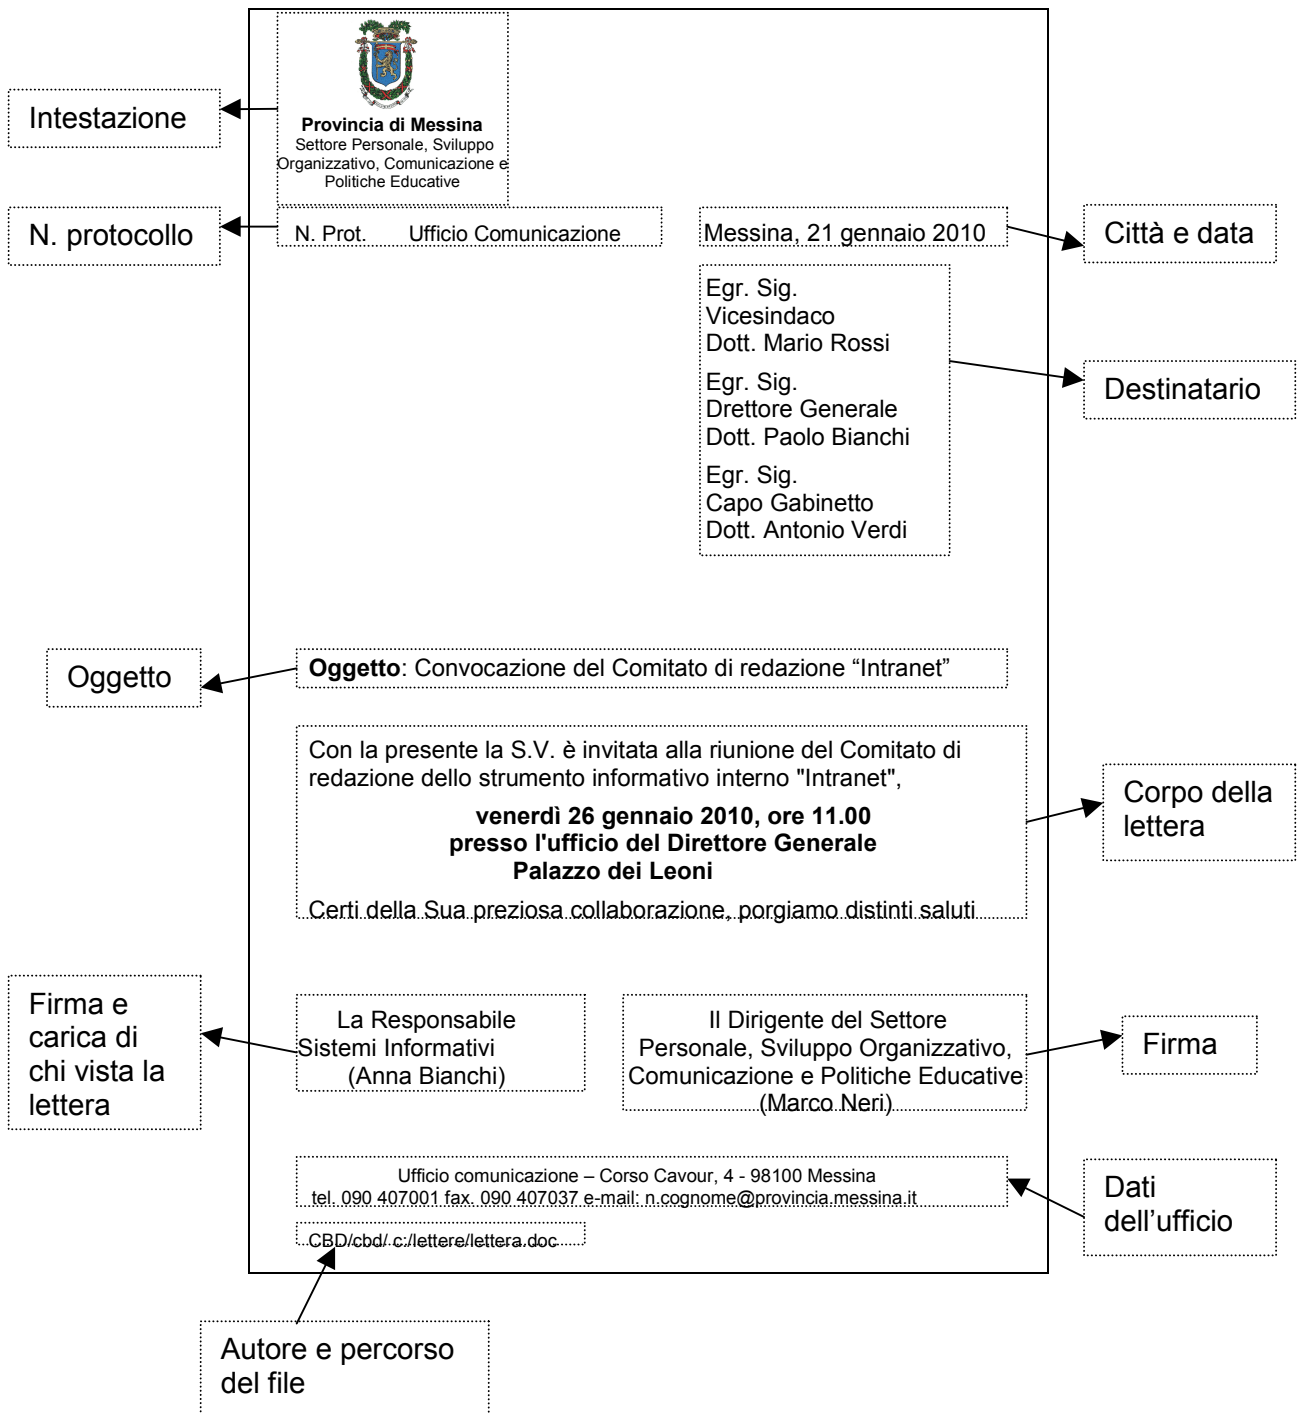 Intestazione
Provincia di Messina
Settore Personale, Sviluppo
Organizzativo, Comunicazione e
Politiche Educative
N. protocollo
N. Prot. Ufficio Comunicazione
Messina, 21 gennaio 2010
Città e data
Egr. Sig.
Vicesindaco
Dott. Mario Rossi
Egr. Sig.
Drettore Generale
Dott. Paolo Bianchi
Egr. Sig.
Capo Gabinetto
Dott. Antonio Verdi
Destinatario
Oggetto
Oggetto: Convocazione del Comitato di redazione “Intranet”
Con la presente la S.V. è invitata alla riunione del Comitato di
redazione dello strumento informativo interno "Intranet",
venerdì 26 gennaio 2010, ore 11.00
presso l'ufficio del Direttore Generale
Palazzo dei Leoni
Certi della Sua preziosa collaborazione, porgiamo distinti saluti
Corpo della
lettera
Firma e
carica di
chi vista la
lettera
La Responsabile
Sistemi Informativi
(Anna Bianchi)
Il Dirigente del Settore
Personale, Sviluppo Organizzativo,
Comunicazione e Politiche Educative
(Marco Neri)
Firma
Ufficio comunicazione – Corso Cavour, 4 - 98100 Messina
tel. 090 407001 fax. 090 407037 e-mail: n.cognome@provincia.messina.it
Dati
dell’ufficio
CBD/cbd/ c:/lettere/lettera.doc
Autore e percorso
del file